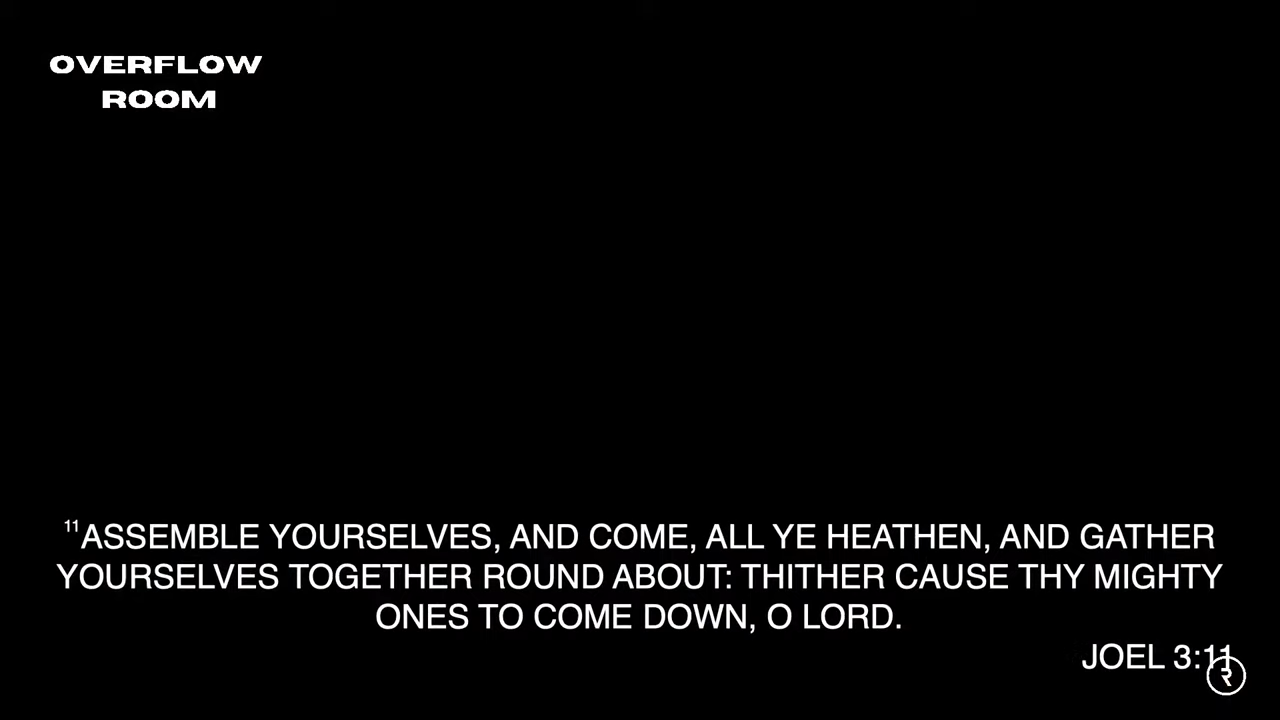 OVERFLOW
ROOM
11ASSEMBLE YOURSELVES, AND COME, ALL YE HEATHEN, AND GATHER
YOURSELVES TOGETHER ROUND ABOUT: THITHER CAUSE THY MIGHTY
ONES TO COME DOWN, O LORD.
JOEL 3:11
R